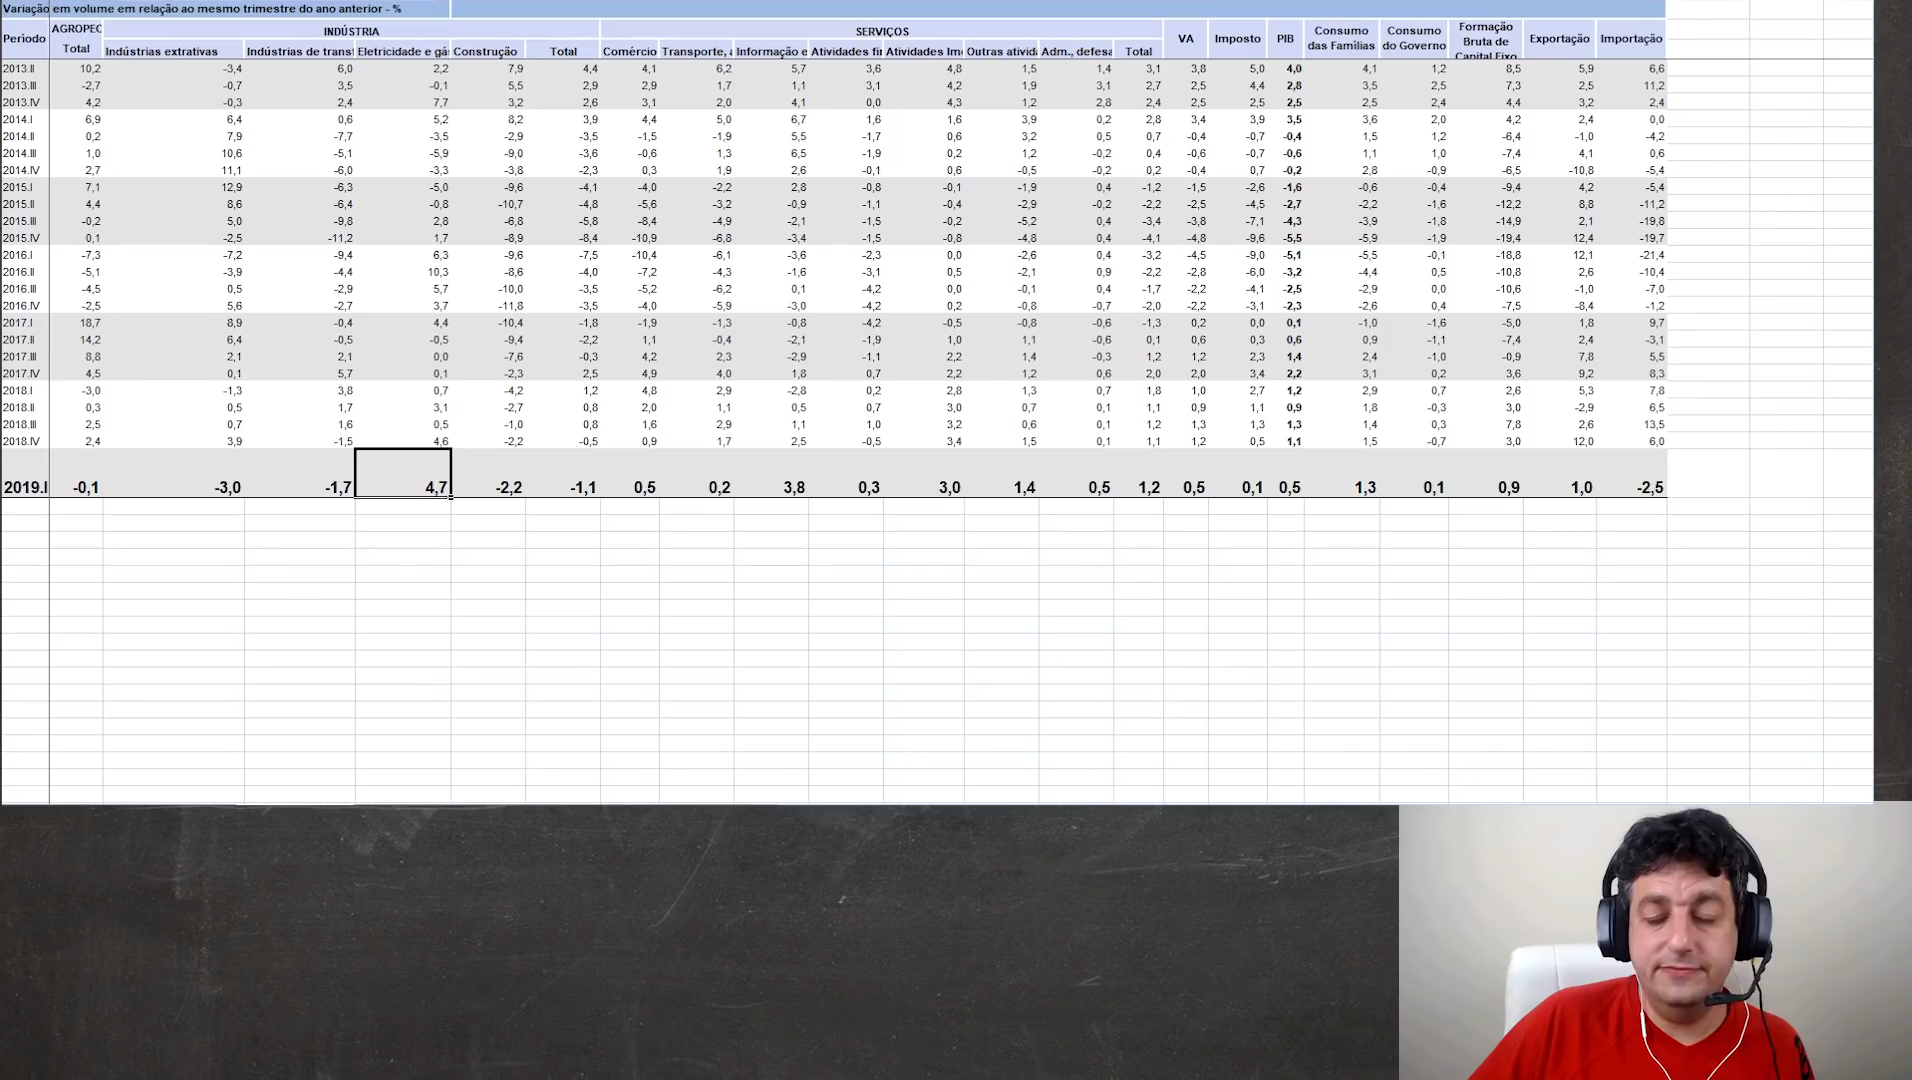 Variação em volume em relação ao mesmo trimestre do ano anterior - %
Período AGROPEC INDÚSTRIA SERVIÇOS VA Imposto PIB Consumo das Famílias Consumo do Governo Formação Bruta de Capital Fixo Exportação Importação
Total Indústrias extrativas Indústrias de transf Eletricidade e gás Construção Total Comércio Transporte, a Informação e Atividades fin Atividades Imo Outras ativida Adm., defesa Total
2013.II 10,2 -3,4 6,0 2,2 7,9 4,4 4,1 6,2 5,7 3,6 4,8 1,5 1,4 3,1 3,8 5,0 4,0 4,1 1,2 8,5 5,9 6,6
2013.III -2,7 -0,7 3,5 -0,1 5,5 2,9 2,9 1,7 1,1 3,1 4,2 1,9 3,1 2,7 2,5 4,4 2,8 3,5 2,5 7,3 2,5 11,2
2013.IV 4,2 -0,3 2,4 7,7 3,2 2,6 3,1 2,0 4,1 0,0 4,3 1,2 2,8 2,4 2,5 2,5 2,5 2,5 2,4 4,4 3,2 2,4
2014.I 6,9 6,4 0,6 5,2 8,2 3,9 4,4 5,0 6,7 1,6 1,6 3,9 0,2 2,8 3,4 3,9 3,5 3,6 2,0 4,2 2,4 0,0
2014.II 0,2 7,9 -7,7 -3,5 -2,9 -3,5 -1,5 -1,9 5,5 -1,7 0,6 3,2 0,5 0,7 -0,4 -0,7 -0,4 1,5 1,2 -6,4 -1,0 -4,2
2014.III 1,0 10,6 -5,1 -5,9 -9,0 -3,6 -0,6 1,3 6,5 -1,9 0,2 1,2 -0,2 0,4 -0,6 -0,7 -0,6 1,1 1,0 -7,4 4,1 0,6
2014.IV 2,7 11,1 -6,0 -3,3 -3,8 -2,3 0,3 1,9 2,6 -0,1 0,6 -0,5 -0,2 0,2 -0,4 0,7 -0,2 2,8 -0,9 -6,5 -10,8 -5,4
2015.I 7,1 12,9 -6,3 -5,0 -9,6 -4,1 -4,0 -2,2 2,8 -0,8 -0,1 -1,9 0,4 -1,2 -1,5 -2,6 -1,6 -0,6 -0,4 -9,4 4,2 -5,4
2015.II 4,4 8,6 -6,4 -0,8 -10,7 -4,8 -5,6 -3,2 -0,9 -1,1 -0,4 -2,9 -0,2 -2,2 -2,5 -4,5 -2,7 -2,2 -1,6 -12,2 8,8 -11,2
2015.III -0,2 5,0 -9,8 2,8 -6,8 -5,8 -8,4 -4,9 -2,1 -1,5 -0,2 -5,2 0,4 -3,4 -3,8 -7,1 -4,3 -3,9 -1,8 -14,9 2,1 -19,8
2015.IV 0,1 -2,5 -11,2 1,7 -8,9 -8,4 -10,9 -6,8 -3,4 -1,5 -0,8 -4,8 0,4 -4,1 -4,8 -9,6 -5,5 -5,9 -1,9 -19,4 12,4 -19,7
2016.I -7,3 -7,2 -9,4 6,3 -9,6 -7,5 -10,4 -6,1 -3,6 -2,3 0,0 -2,6 0,4 -3,2 -4,5 -9,0 -5,1 -5,5 -0,1 -18,8 12,1 -21,4
2016.II -5,1 -3,9 -4,4 10,3 -8,6 -4,0 -7,2 -4,3 -1,6 -3,1 0,5 -2,1 0,9 -2,2 -2,8 -6,0 -3,2 -4,4 0,5 -10,8 2,6 -10,4
2016.III -4,5 0,5 -2,9 5,7 -10,0 -3,5 -5,2 -6,2 0,1 -4,2 0,0 -0,1 0,4 -1,7 -2,2 -4,1 -2,5 -2,9 0,0 -10,6 -1,0 -7,0
2016.IV -2,5 5,6 -2,7 3,7 -11,8 -3,5 -4,0 -5,9 -3,0 -4,0 0,2 -0,8 -0,7 -2,0 -2,2 -3,1 -2,3 -2,6 0,4 -7,5 -8,4 -1,2
2017.I 18,7 8,9 -0,4 4,4 -10,4 -1,8 -1,9 -1,3 -0,8 -4,2 -0,5 -0,8 -0,6 -1,3 0,2 0,0 0,1 -1,0 -1,6 -5,0 1,8 9,7
2017.II 14,2 6,4 -0,5 -0,5 -9,4 -2,2 1,1 -0,4 -2,1 -1,9 1,0 1,1 -0,6 0,1 0,6 0,3 0,6 0,9 -1,1 -7,4 2,4 -3,1
2017.III 8,8 2,1 2,1 0,0 -7,6 -0,3 4,2 2,3 -2,9 -1,1 2,2 1,4 -0,3 1,2 1,2 2,3 1,4 2,4 -1,0 -0,9 7,8 5,5
2017.IV 4,5 0,1 5,7 0,1 -2,3 2,5 4,9 4,0 1,8 0,7 2,2 1,2 0,6 2,0 2,0 3,4 2,2 3,1 0,2 3,6 9,2 8,3
2018.I -3,0 -1,3 3,8 0,7 -4,2 1,2 4,8 2,9 -2,8 0,2 2,8 1,3 0,7 1,8 1,0 2,7 1,2 2,9 0,7 2,6 5,3 7,8
2018.II 0,3 0,5 1,7 3,1 -2,7 0,8 2,0 1,1 0,5 0,7 3,0 0,7 0,1 1,1 0,9 1,1 0,9 1,8 -0,3 3,0 -2,9 6,5
2018.III 2,5 0,7 1,6 0,5 -1,0 0,8 1,6 2,9 1,1 1,0 3,2 0,6 0,1 1,2 1,3 1,3 1,3 1,4 0,3 7,8 2,6 13,5
2018.IV 2,4 3,9 -1,5 4,6 -2,2 -0,5 0,9 1,7 2,5 -0,5 3,4 1,5 0,1 1,1 1,2 0,5 1,1 1,5 -0,7 3,0 12,0 6,0
2019.I -0,1 -3,0 -1,7 4,7 -2,2 -1,1 0,5 0,2 3,8 0,3 3,0 1,4 0,5 1,2 0,5 0,1 0,5 1,3 0,1 0,9 1,0 -2,5